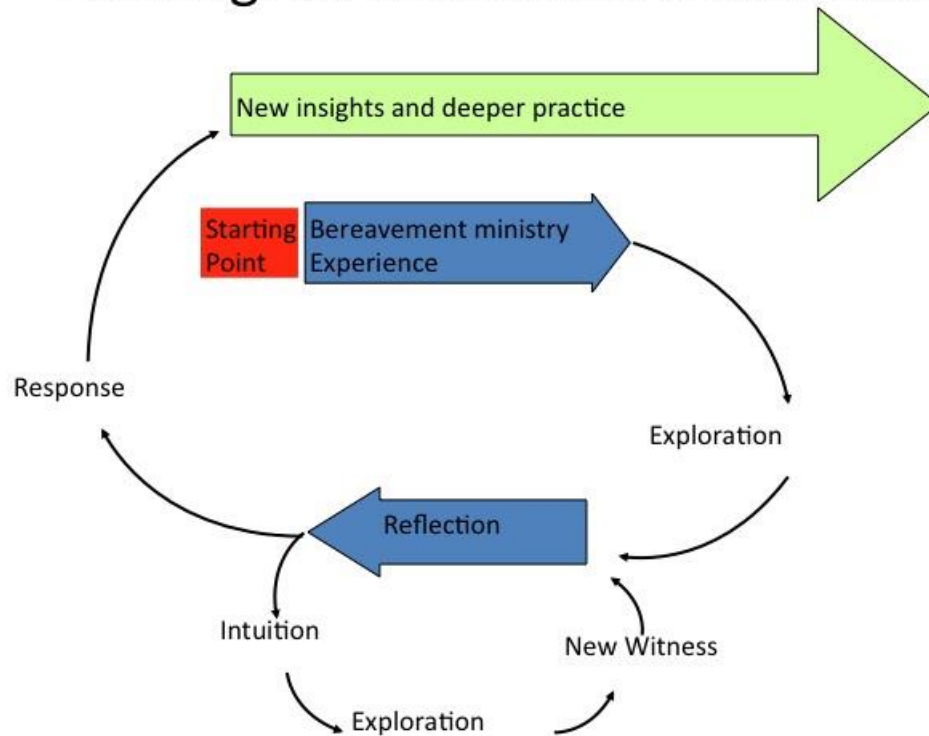 New insights and deeper practice
Starting
Point
Bereavement ministry
Experience
Response
Exploration
Reflection
Intuition
New Witness
Exploration